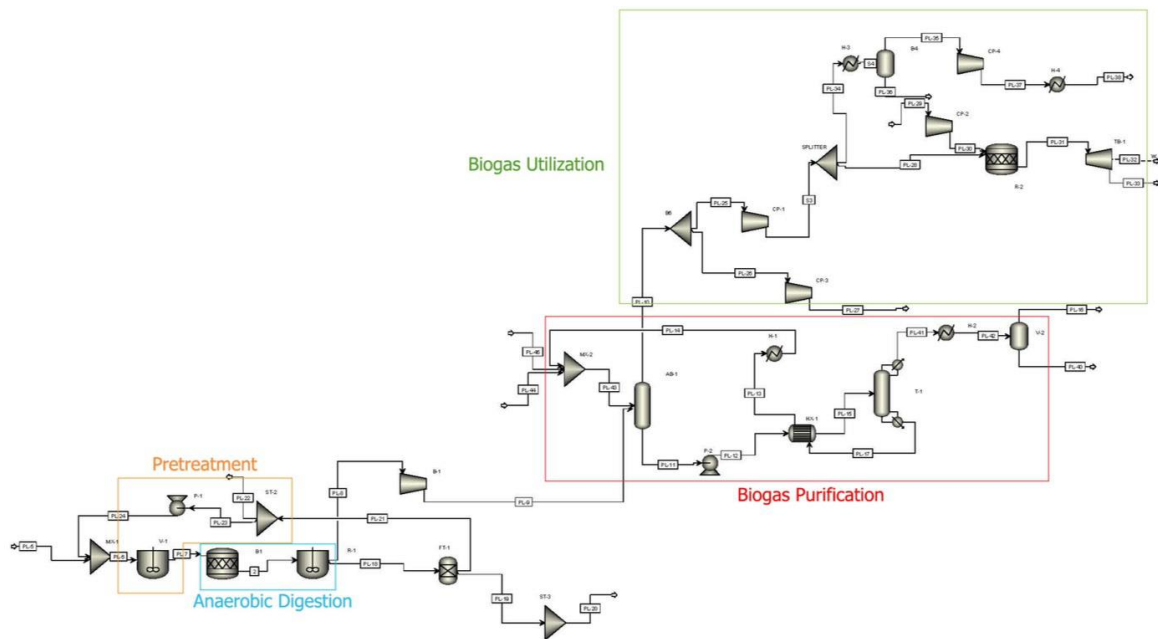 PL-35
B-4
CP-4
H-3
S4
H-4
PL-37
PL-38
PL-34
PL-36
PL-29
CP-2
SPLITTER
PL-30
PL-31
TB-1
PL-32
W
Biogas Utilization
PL-28
R-2
PL-33
B6
PL-25
CP-1
S3
PL-26
CP-3
PL-10
PL-27
PL-14
PL-41
H-2
PL-16
H-1
PL-42
V-2
PL-45
MX-2
AB-1
PL-40
PL-44
PL-13
T-1
HX-1
PL-15
P-2
PL-12
PL-17
PL-11
Pretreatment
B-1
Biogas Purification
PL-8
PL-22
ST-2
P-1
PL-9
PL-24
PL-23
PL-21
MX-1
V-1
PL-5
PL-6
PL-7
B1
R-1
FT-1
PL-18
2
Anaerobic Digestion
PL-19
ST-3
PL-20